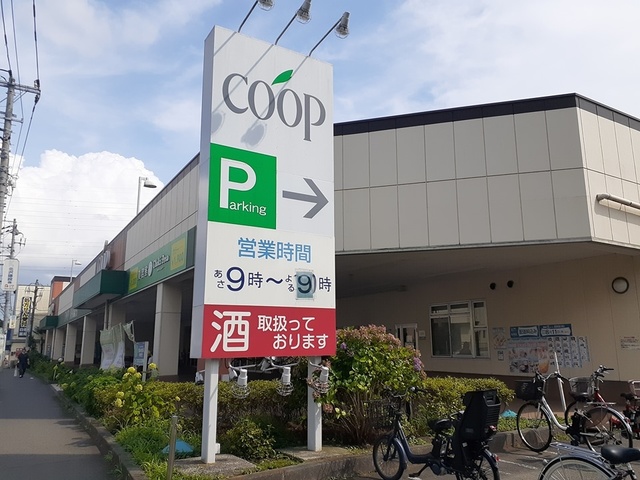 COOP
P
arking
営業時間
あさ9時～よる9時
酒 取扱って
おります